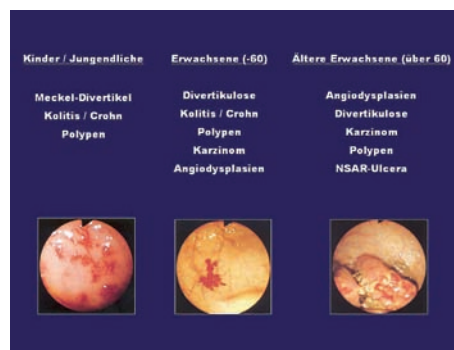 Kinder / Jungendliche
Meckel-Divertikel
Kolitis / Crohn
Polypen
Erwachsene (-60)
Divertikulose
Kolitis / Crohn
Polypen
Karzinom
Angiodysplasien
Ältere Erwachsene (über 60)
Angiodysplasien
Divertikulose
Karzinom
Polypen
NSAR-Ulcera